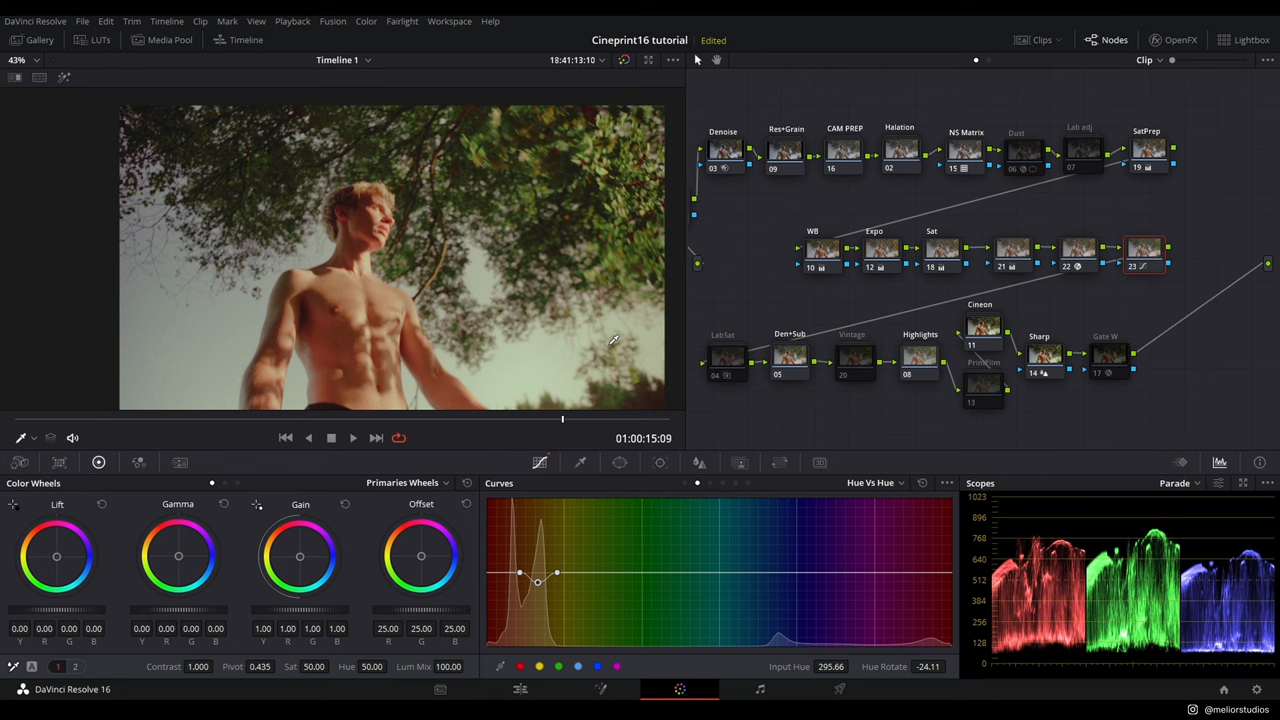 DaVinci Resolve File Edit Trim Timeline Clip Mark View Playback Fusion Color Fairlight Workspace Help
Gallery LUTs Media Pool Timeline Cineprint16 tutorial Edited Clips Nodes OpenFX Lightbox
43% Timeline 1 18:41:13:10 Clip
Denoise Res+Grain CAM PREP Halation NS Matrix Dust Lab adj SatPrep
03 09 16 02 15 06 07 19
WB Expo Sat
10 12 18 21 22 23
Cineon
11
LabSat Den+Sub Vintage Highlights Sharp Gate W
04 05 20 08 14 17
PrintFilm
13
01:00:15:09
Color Wheels Primaries Wheels Curves Hue Vs Hue Scopes Parade
Lift Gamma Gain Offset
0.00 0.00 0.00 0.00 0.00 0.00 0.00 0.00 1.00 1.00 1.00 1.00 25.00 25.00 25.00
Y R G B Y R G B Y R G B R G B
A 1 2 Contrast 1.000 Pivot 0.435 Sat 50.00 Hue 50.00 Lum Mix 100.00 Input Hue 295.66 Hue Rotate -24.11
1023
896
768
640
512
384
256
128
0
DaVinci Resolve 16
@meliorstudios